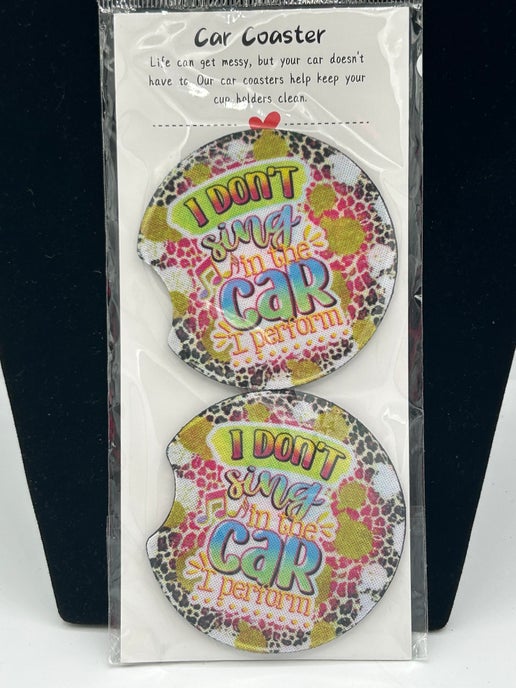 Car Coaster
Life can get messy, but your car doesn't
have to. Our car coasters help keep your
cup holders clean.
I DON'T
sing
in the
CAR
I perform
I DON'T
sing
in the
CAR
I perform